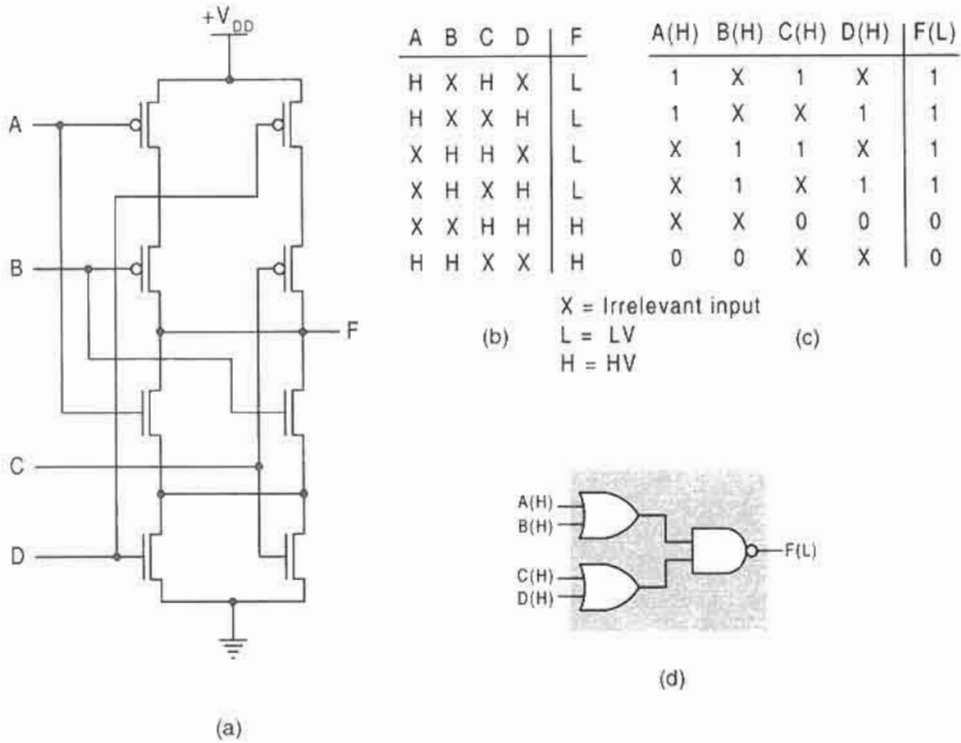 +V_DD
A
B
F
C
D
(a)
A B C D F
H X H X L
H X X H L
X H H X L
X H X H L
X X H H H
H H X X H
(b)
X = Irrelevant input
L = LV
H = HV
A(H) B(H) C(H) D(H) F(L)
1 X 1 X 1
1 X X 1 1
X 1 1 X 1
X 1 X 1 1
X X 0 0 0
0 0 X X 0
(c)
A(H)
B(H)
C(H)
D(H)
F(L)
(d)